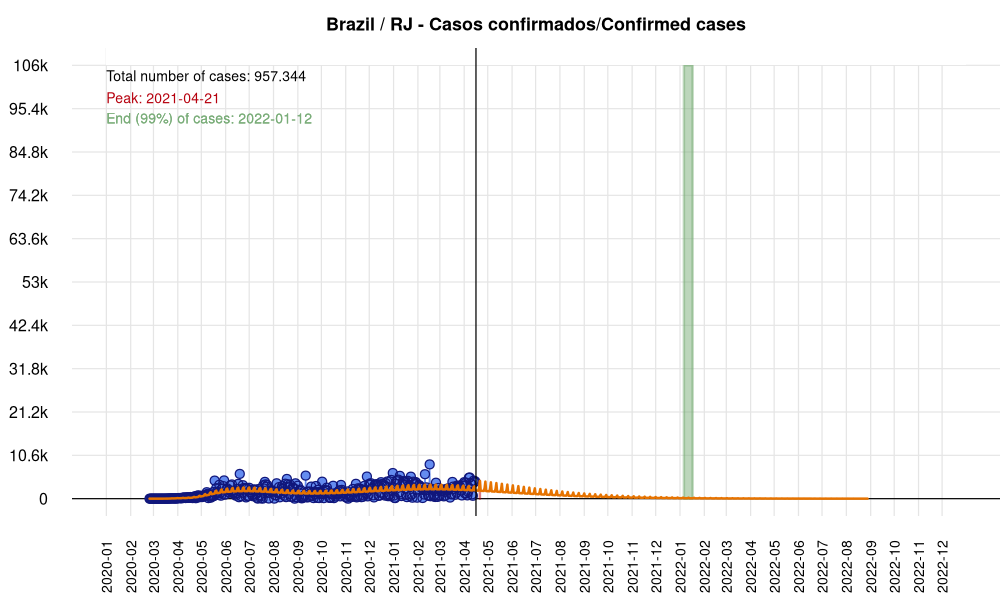 Brazil / RJ - Casos confirmados/Confirmed cases
Total number of cases: 957.344
Peak: 2021-04-21
End (99%) of cases: 2022-01-12
106k
95.4k
84.8k
74.2k
63.6k
53k
42.4k
31.8k
21.2k
10.6k
0
2020-01
2020-02
2020-03
2020-04
2020-05
2020-06
2020-07
2020-08
2020-09
2020-10
2020-11
2020-12
2021-01
2021-02
2021-03
2021-04
2021-05
2021-06
2021-07
2021-08
2021-09
2021-10
2021-11
2021-12
2022-01
2022-02
2022-03
2022-04
2022-05
2022-06
2022-07
2022-08
2022-09
2022-10
2022-11
2022-12